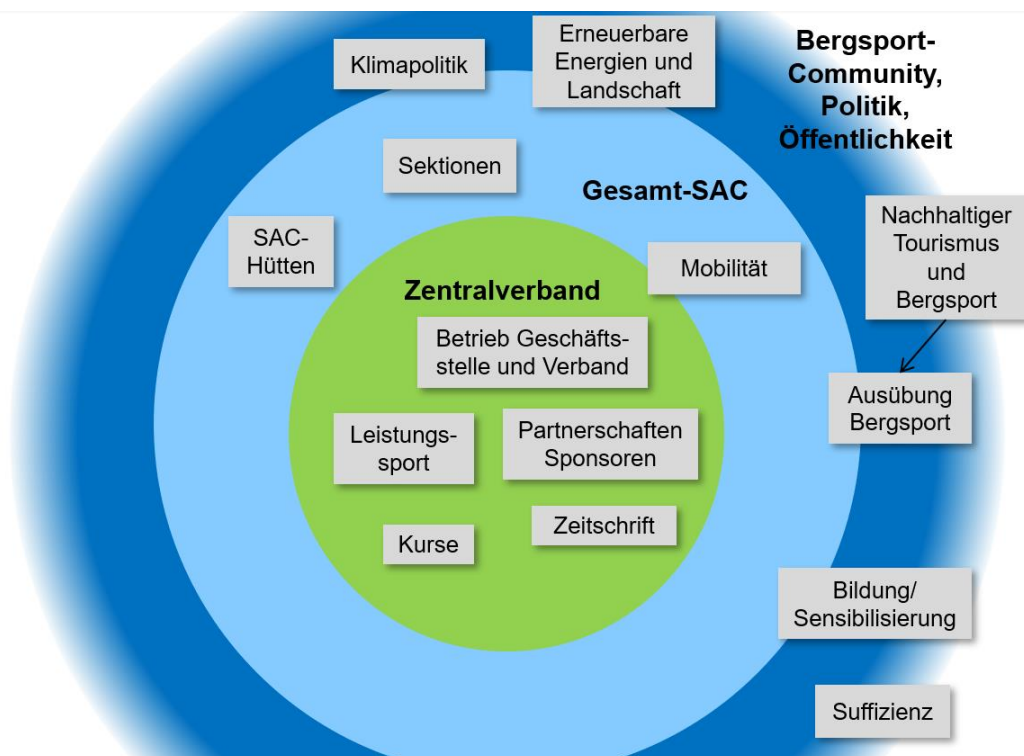 Klimapolitik
Erneuerbare
Energien und
Landschaft
Bergsport-
Community,
Politik,
Öffentlichkeit
Sektionen
Gesamt-SAC
SAC-
Hütten
Mobilität
Nachhaltiger
Tourismus
und
Bergsport
Zentralverband
Betrieb Geschäfts-
stelle und Verband
Ausübung
Bergsport
Leistungs-
sport
Partnerschaften
Sponsoren
Kurse
Zeitschrift
Bildung/
Sensibilisierung
Suffizienz